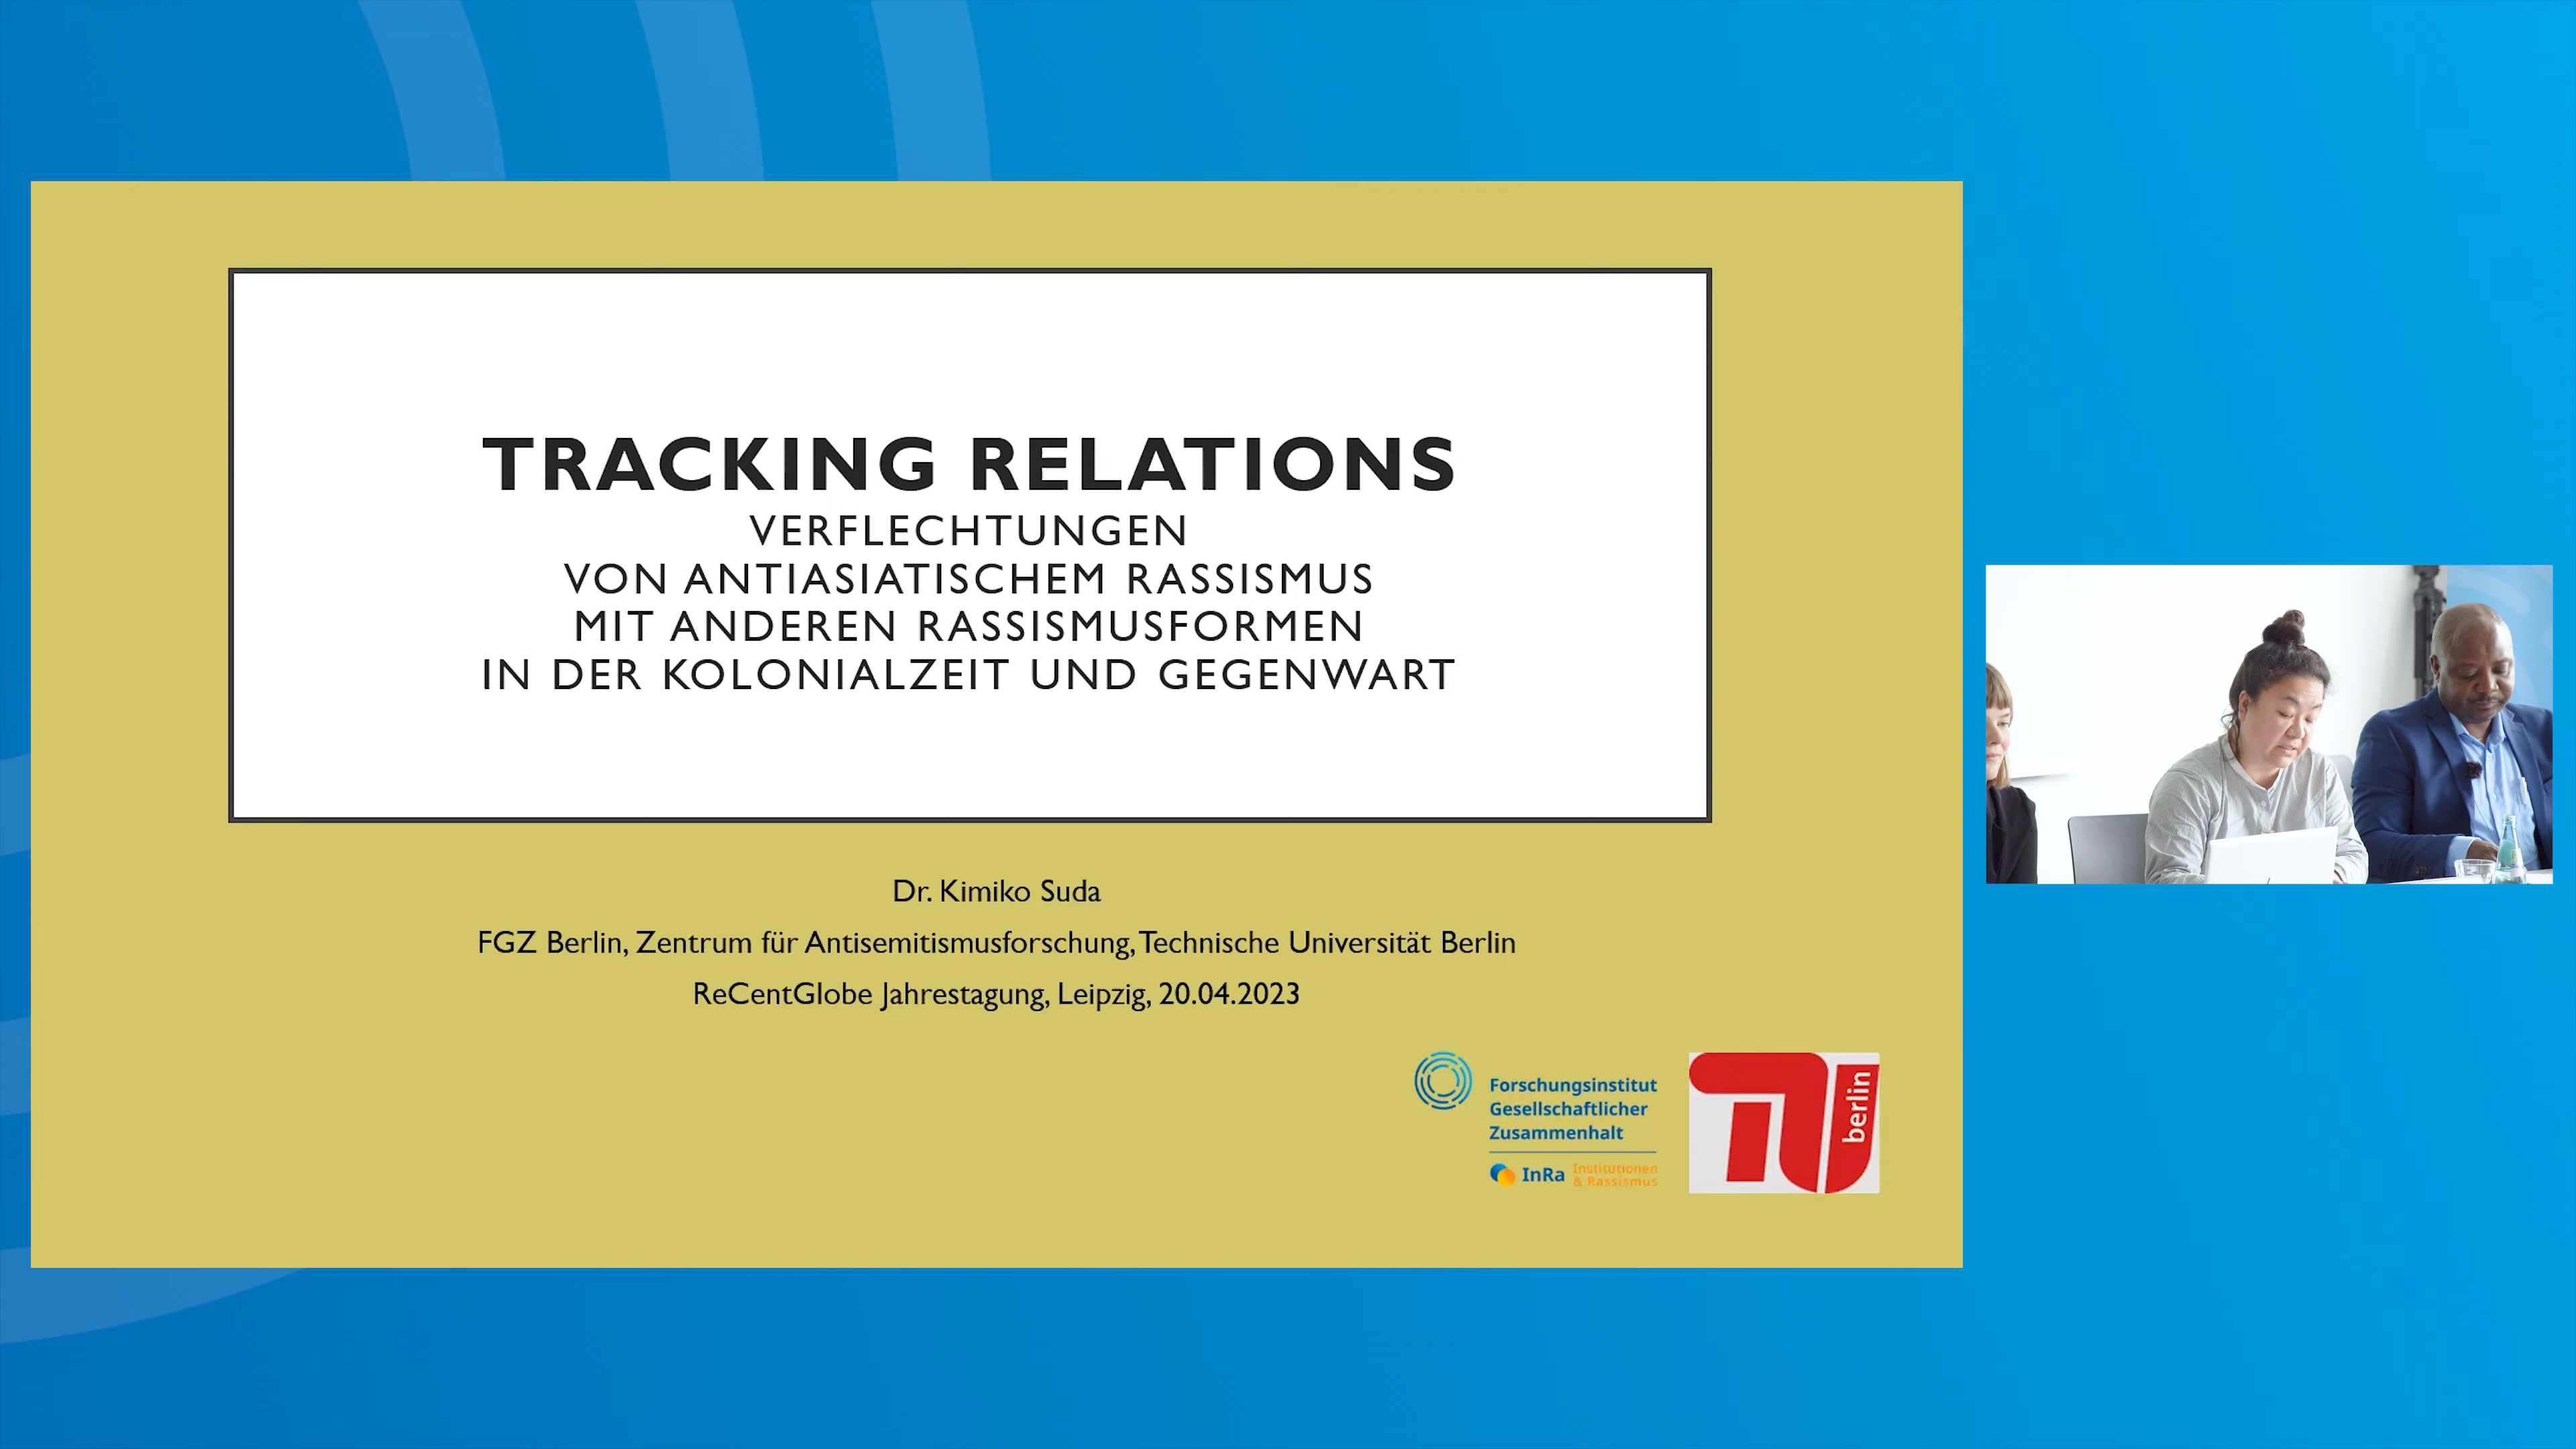 TRACKING RELATIONS
VERFLECHTUNGEN
VON ANTIASIATISCHEM RASSISMUS
MIT ANDEREN RASSISMUSFORMEN
IN DER KOLONIALZEIT UND GEGENWART
Dr. Kimiko Suda
FGZ Berlin, Zentrum für Antisemitismusforschung, Technische Universität Berlin
ReCentGlobe Jahrestagung, Leipzig, 20.04.2023
Forschungsinstitut
Gesellschaftlicher
Zusammenhalt
InRa Institutionen
& Rassismus
TU
berlin